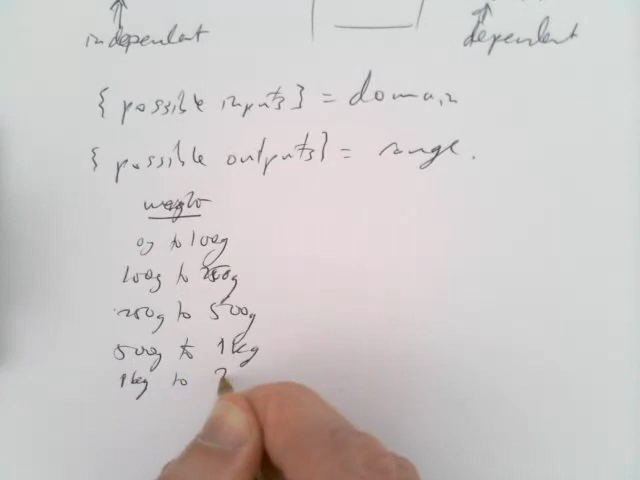 independent
dependent
{ possible inputs } = domain
{ possible outputs } = range.
weight
0g to 100g
100g to 250g
250g to 500g
500g to 1kg
1kg to 2